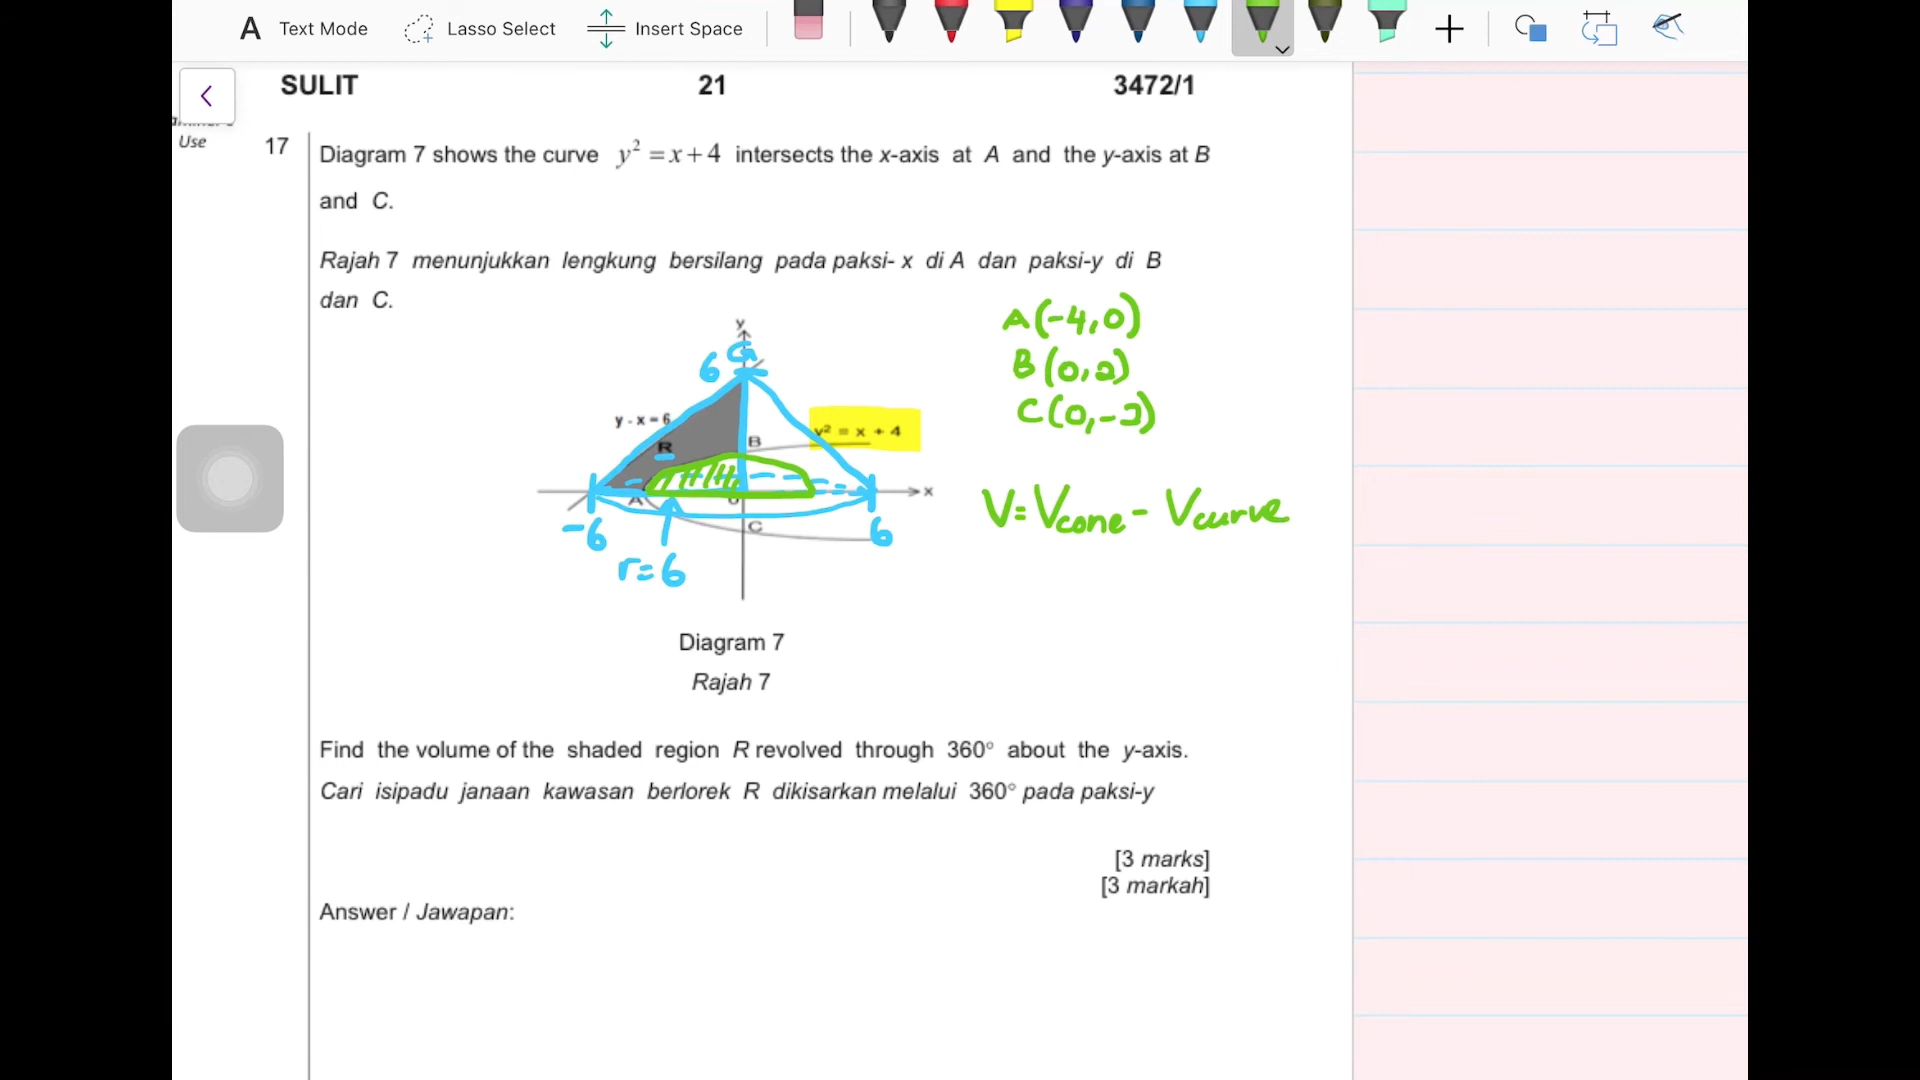 A Text Mode Lasso Select Insert Space
SULIT 21 3472/1
Use
17 Diagram 7 shows the curve y² = x + 4 intersects the x-axis at A and the y-axis at B
and C.
Rajah 7 menunjukkan lengkung bersilang pada paksi- x di A dan paksi-y di B
dan C.
A(-4,0)
B(0,2)
C(0,-2)
y
6
y - x = 6
R
B
y² = x + 4
A
x
-6
C
6
r=6
V = Vcone - Vcurve
Diagram 7
Rajah 7
Find the volume of the shaded region R revolved through 360° about the y-axis.
Cari isipadu janaan kawasan berlorek R dikisarkan melalui 360° pada paksi-y
[3 marks]
[3 markah]
Answer / Jawapan: